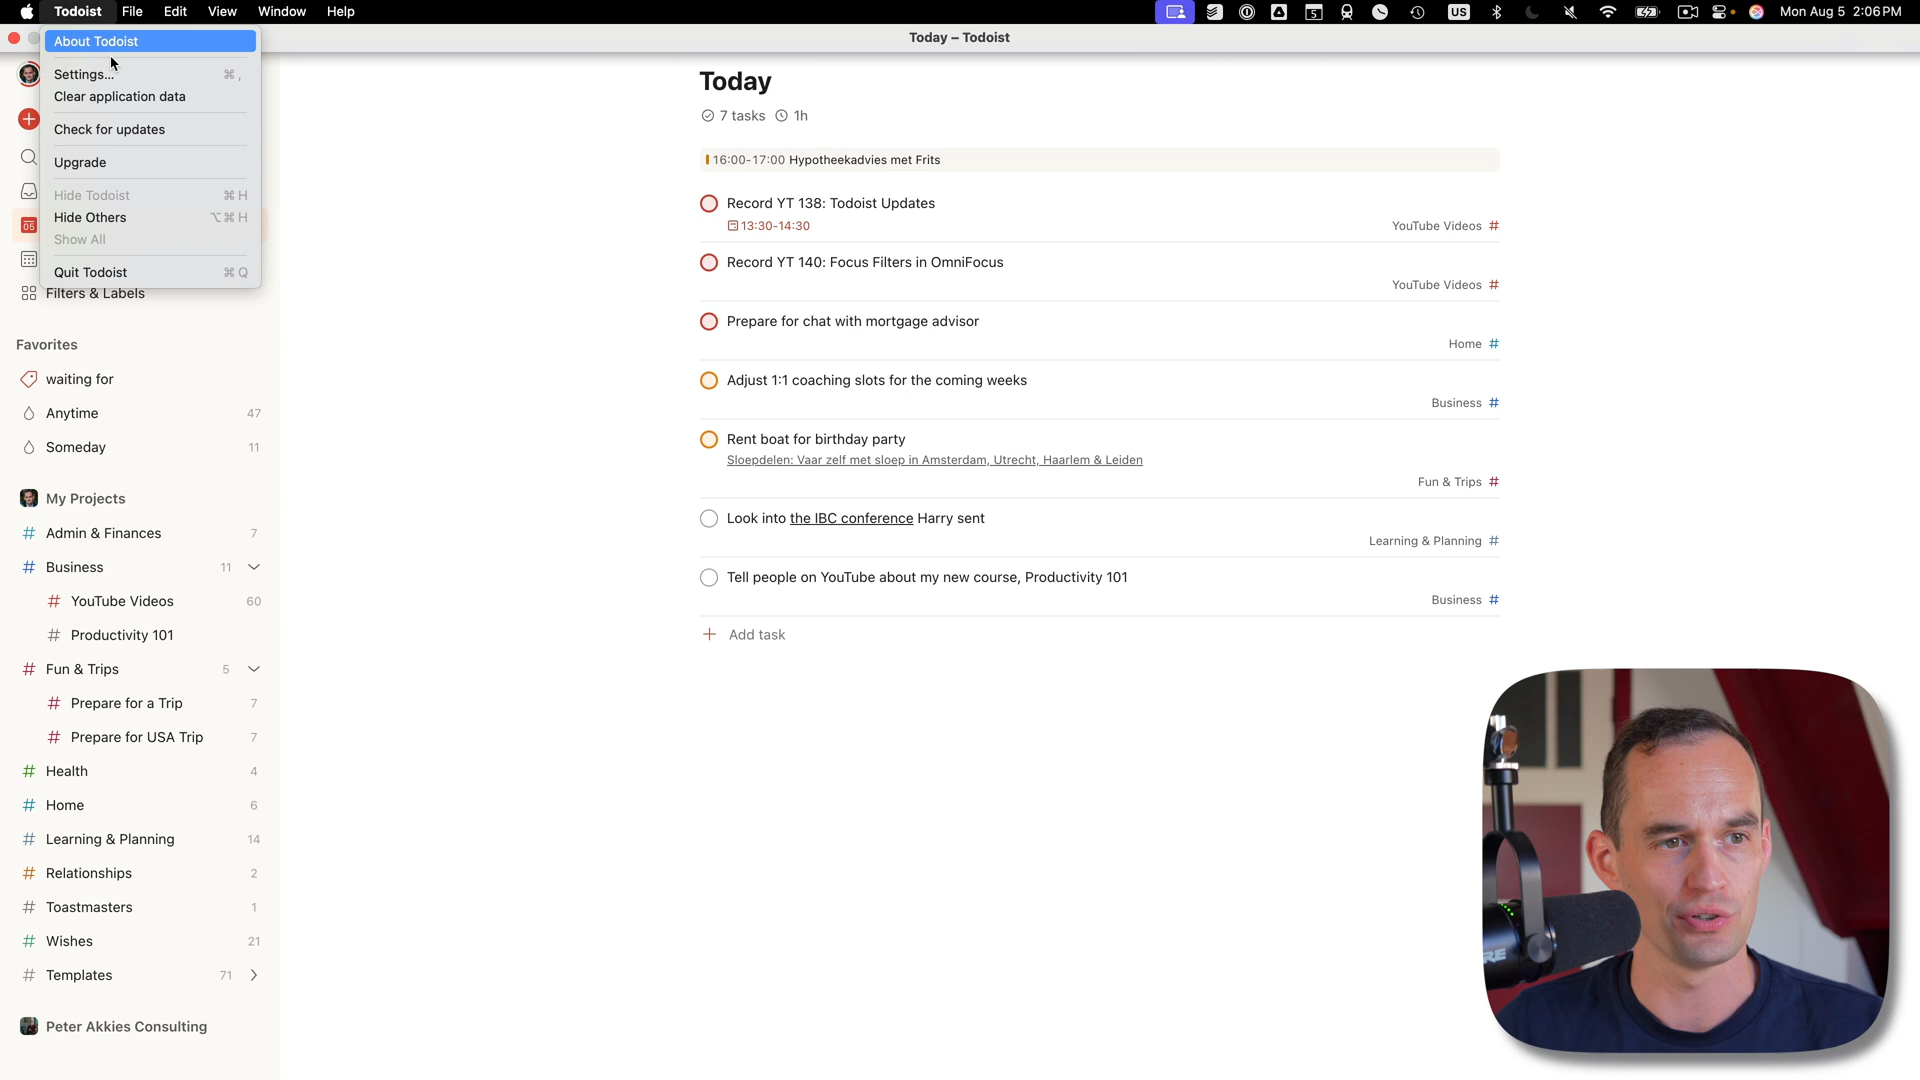 Todoist File Edit View Window Help
5 US Mon Aug 5 2:06 PM
Today – Todoist
About Todoist
Settings... ⌘ ,
Clear application data
Check for updates
Upgrade
Hide Todoist ⌘ H
Hide Others ⌥ ⌘ H
Show All
Quit Todoist ⌘ Q
05
Filters & Labels
Favorites
waiting for
Anytime 47
Someday 11
My Projects
# Admin & Finances 7
# Business 11
# YouTube Videos 60
# Productivity 101
# Fun & Trips 5
# Prepare for a Trip 7
# Prepare for USA Trip 7
# Health 4
# Home 6
# Learning & Planning 14
# Relationships 2
# Toastmasters 1
# Wishes 21
# Templates 71
Peter Akkies Consulting
Today
7 tasks 1h
16:00-17:00 Hypotheekadvies met Frits
Record YT 138: Todoist Updates
13:30-14:30 YouTube Videos #
Record YT 140: Focus Filters in OmniFocus
YouTube Videos #
Prepare for chat with mortgage advisor
Home #
Adjust 1:1 coaching slots for the coming weeks
Business #
Rent boat for birthday party
Sloepdelen: Vaar zelf met sloep in Amsterdam, Utrecht, Haarlem & Leiden
Fun & Trips #
Look into the IBC conference Harry sent
Learning & Planning #
Tell people on YouTube about my new course, Productivity 101
Business #
+ Add task